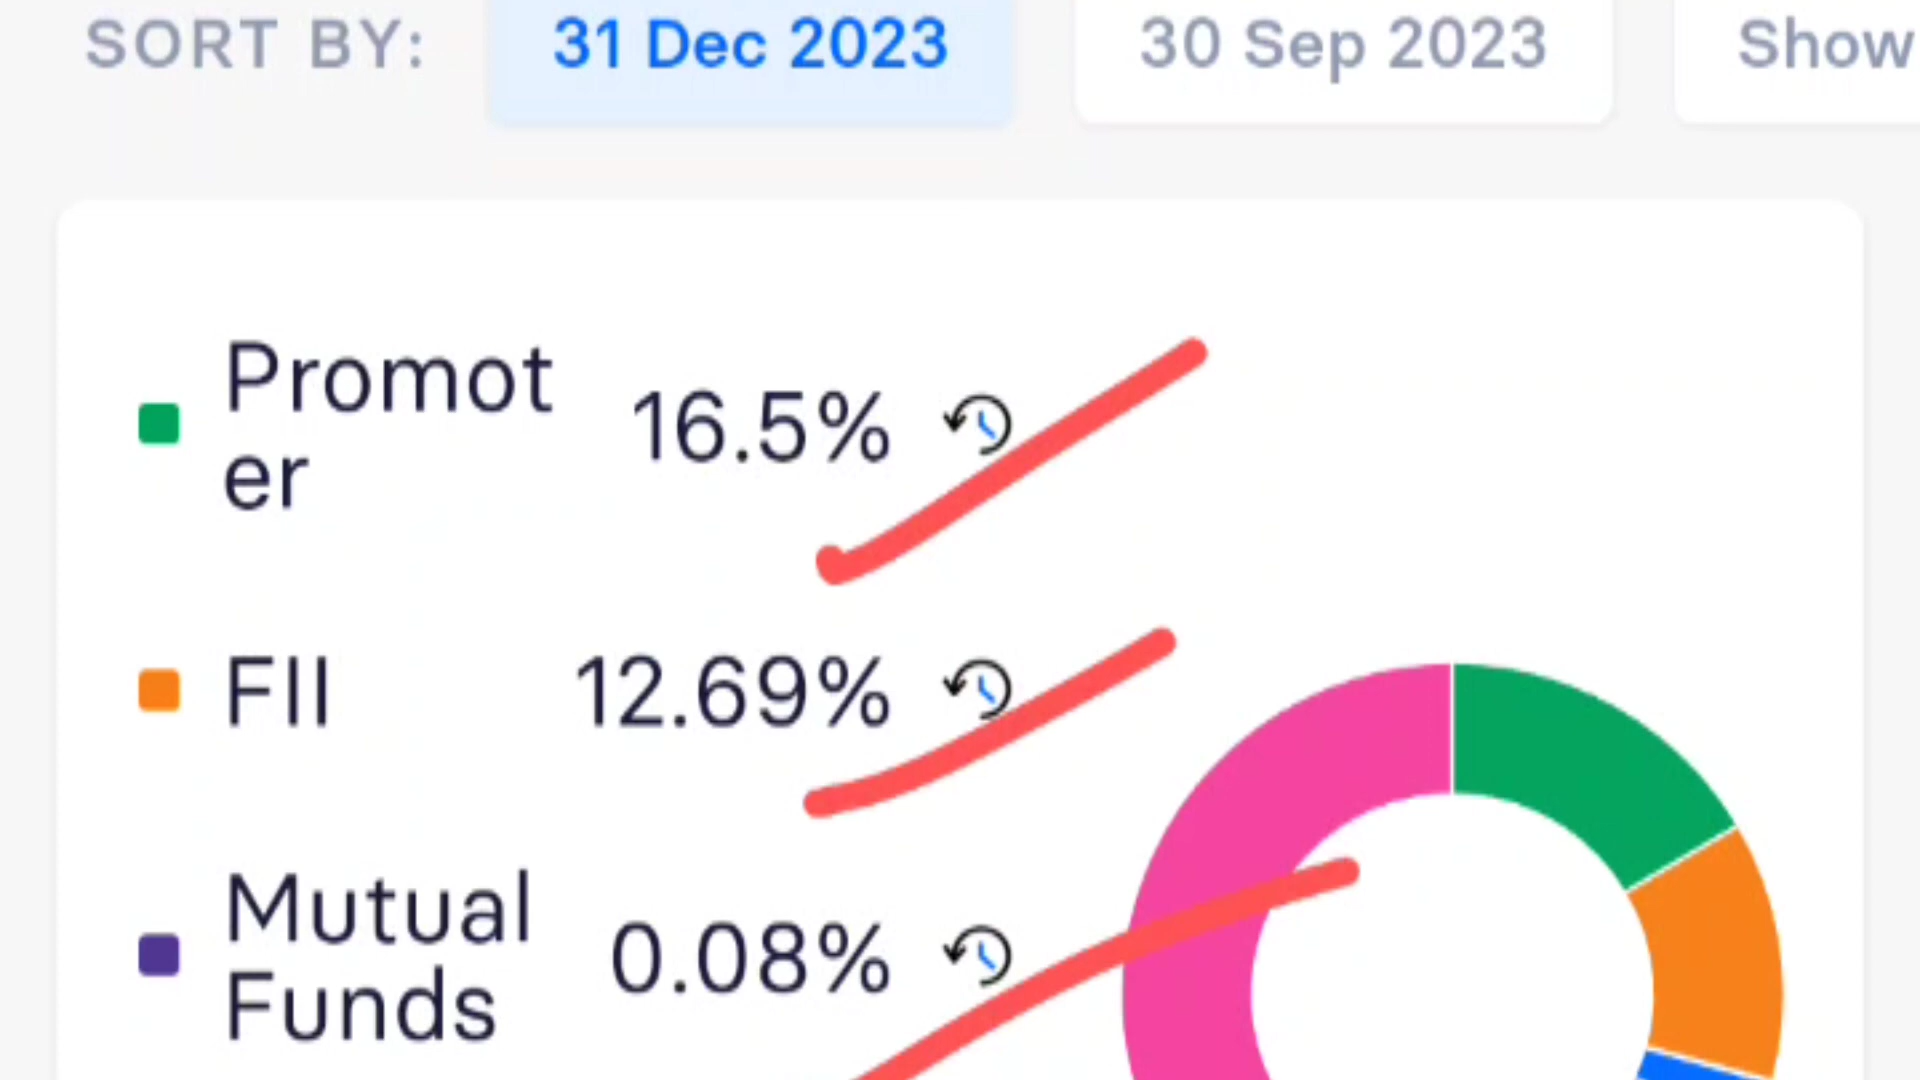 SORT BY: 31 Dec 2023 30 Sep 2023 Show
Promot
er
16.5%
FII 12.69%
Mutual
Funds
0.08%